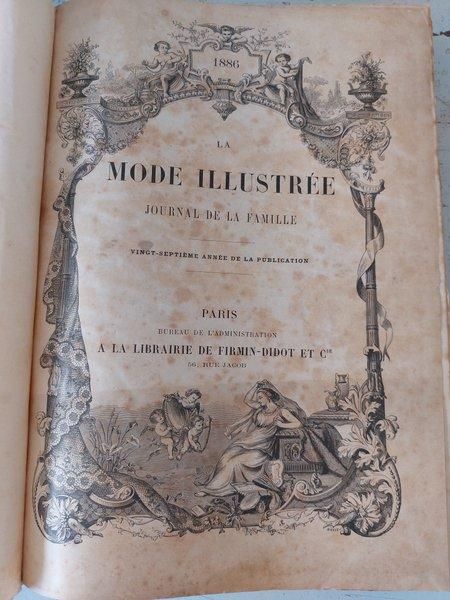 1886
LA
MODE ILLUSTRÉE
JOURNAL DE LA FAMILLE
VINGT-SEPTIÈME ANNÉE DE LA PUBLICATION
PARIS
BUREAU DE L'ADMINISTRATION
A LA LIBRAIRIE DE FIRMIN-DIDOT ET Cie
56, RUE JACOB